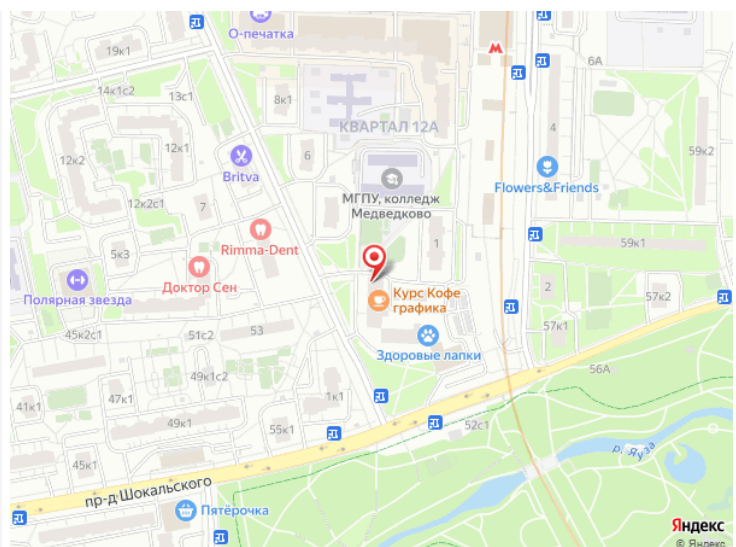 19к1
О-печатка
6А
14к1с2
13с1
8к1
КВАРТАЛ 12А
4
59к2
12к2
12к1
Britva
6
МГПУ, колледж
Медведково
Flowers&Friends
12к2с1
7
5к3
Rimma-Dent
1
59к1
Доктор Сен
Полярная звезда
Курс Кофе
графика
2
57к2
45к2с1
51с2
53
57к1
Здоровые лапки
49к1с2
56А
41к1
47к1
1к1
49к1
55к1
52с1
45к1
р. Яуза
пр-д Шокальского
Пятёрочка
Яндекс
© Яндекс